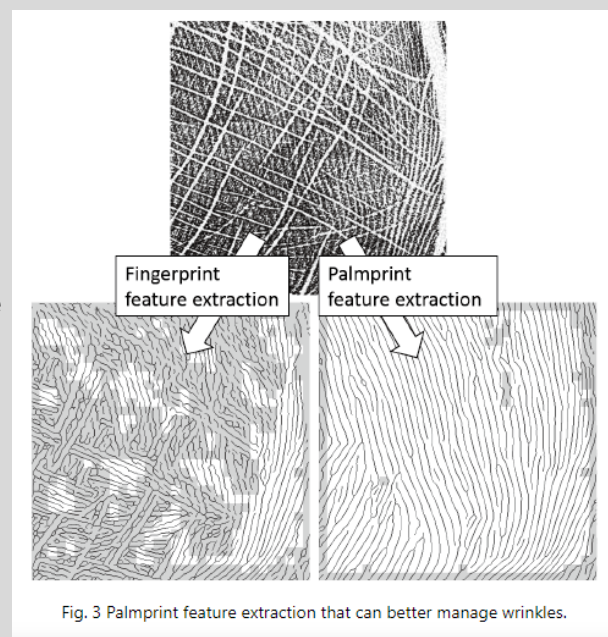 Fingerprint
feature extraction
Palmprint
feature extraction
Fig. 3 Palmprint feature extraction that can better manage wrinkles.